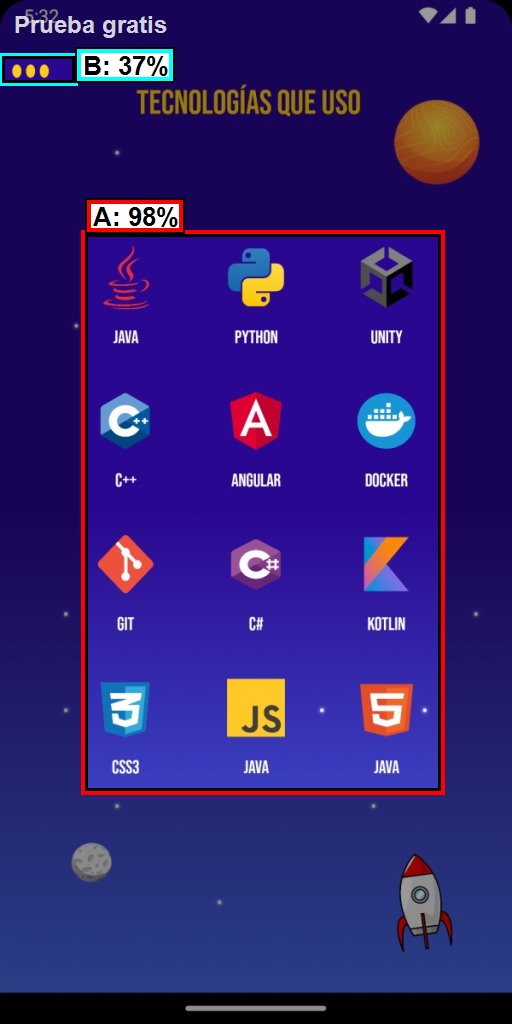 5:32
Prueba gratis
B: 37%
TECNOLOGÍAS QUE USO
A: 98%
JAVA PYTHON UNITY
C++ ANGULAR DOCKER
GIT C# KOTLIN
JS
CSS3 JAVA JAVA